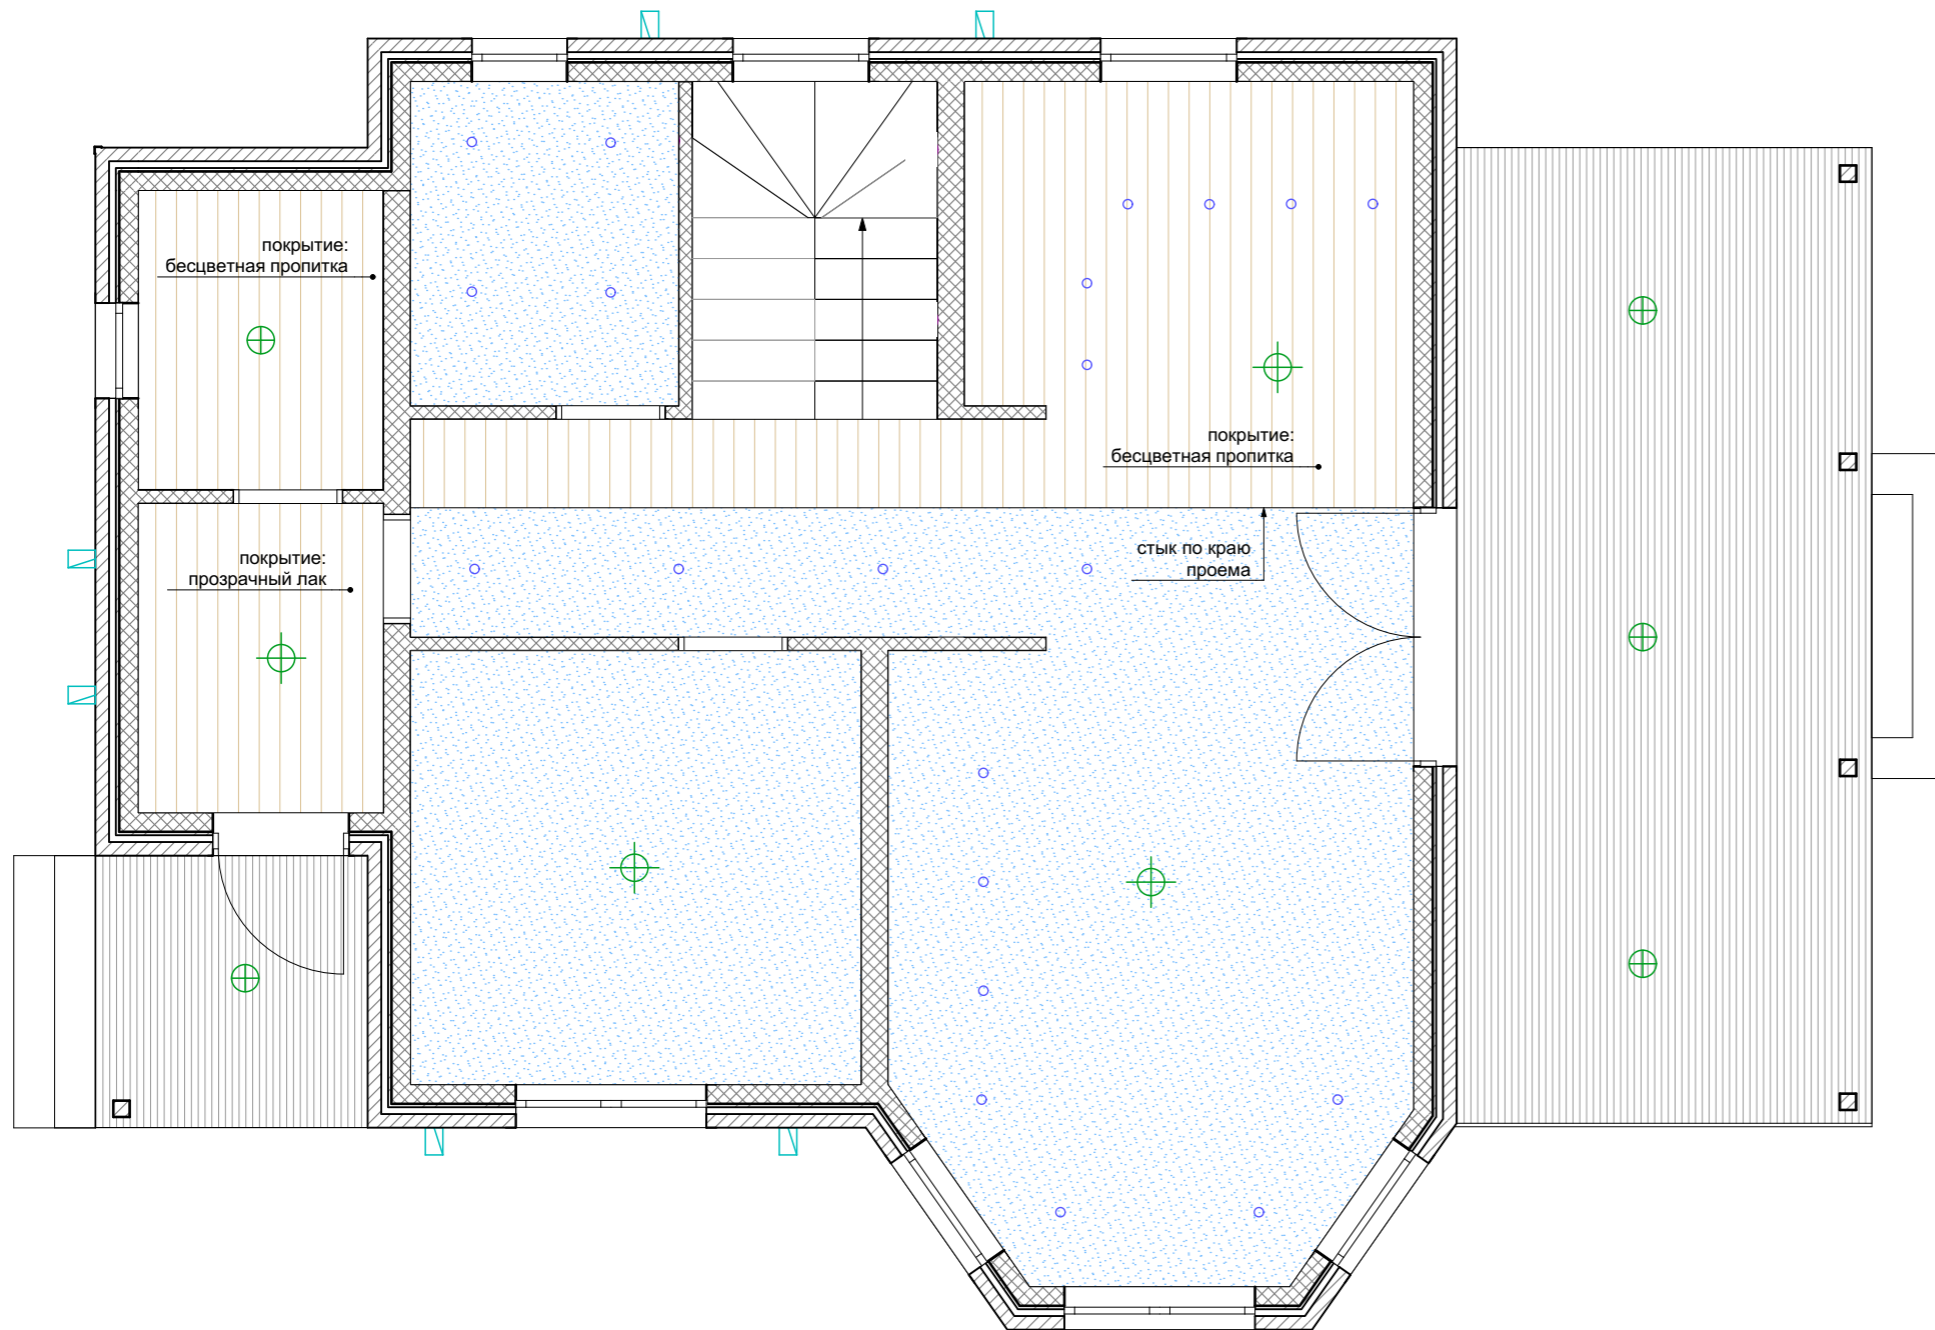 покрытие:
бесцветная пропитка
покрытие:
бесцветная пропитка
стык по краю
проема
покрытие:
прозрачный лак